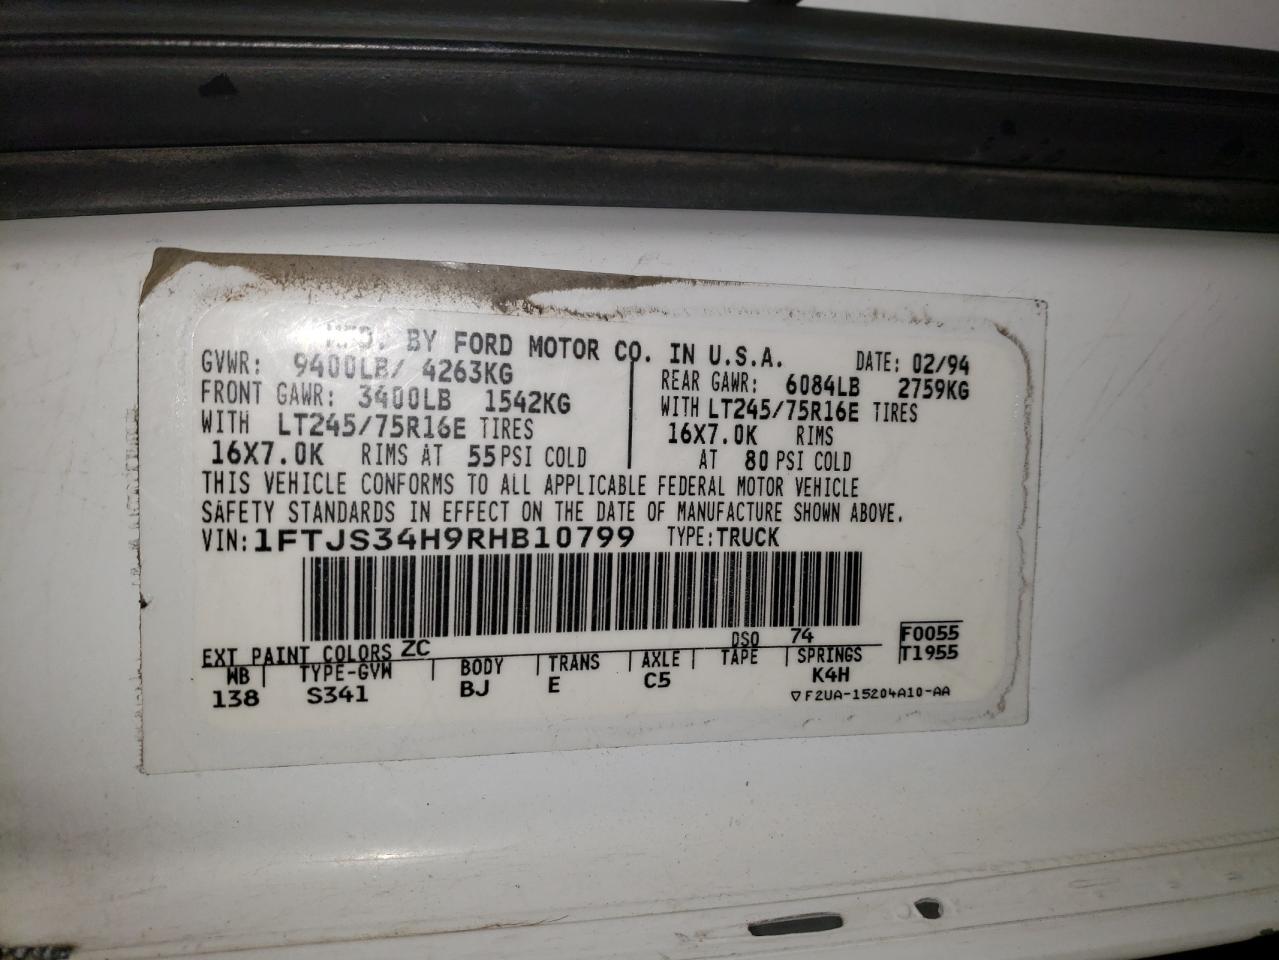 MFD. BY FORD MOTOR CO. IN U.S.A.
DATE: 02/94
GVWR: 9400LB/ 4263KG
FRONT GAWR: 3400LB 1542KG
WITH LT245/75R16E TIRES
16X7.0K RIMS AT 55PSI COLD
REAR GAWR: 6084LB 2759KG
WITH LT245/75R16E TIRES
16X7.0K RIMS
AT 80 PSI COLD
THIS VEHICLE CONFORMS TO ALL APPLICABLE FEDERAL MOTOR VEHICLE
SAFETY STANDARDS IN EFFECT ON THE DATE OF MANUFACTURE SHOWN ABOVE.
VIN: 1FTJS34H9RHB10799 TYPE: TRUCK
EXT PAINT COLORS ZC DSO 74
F0055
T1955
WB TYPE-GVW BODY TRANS AXLE TAPE SPRINGS
138 S341 BJ E C5 K4H
F2UA-15204A10-AA